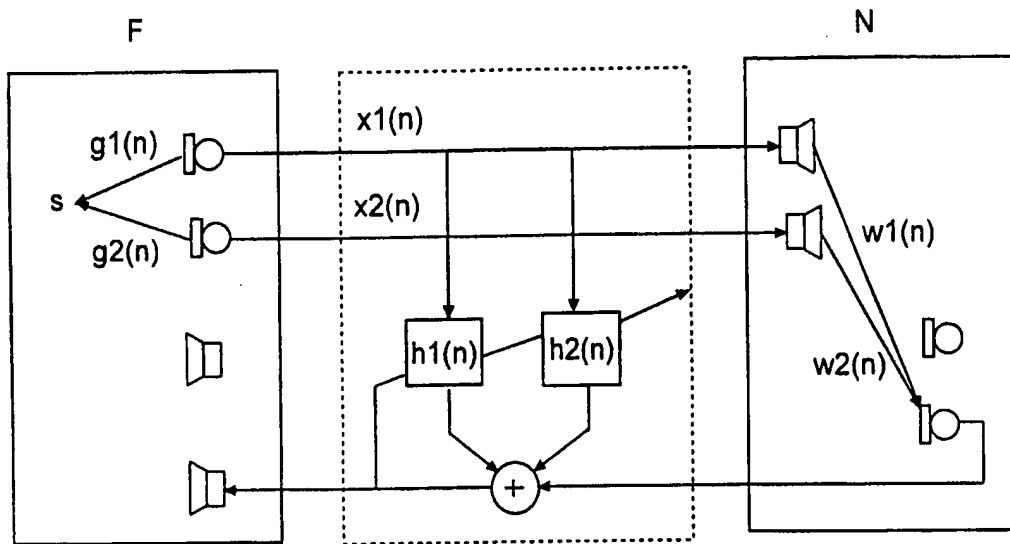 F
N
g1(n)
x1(n)
s
g2(n)
x2(n)
w1(n)
h1(n)
h2(n)
w2(n)
+